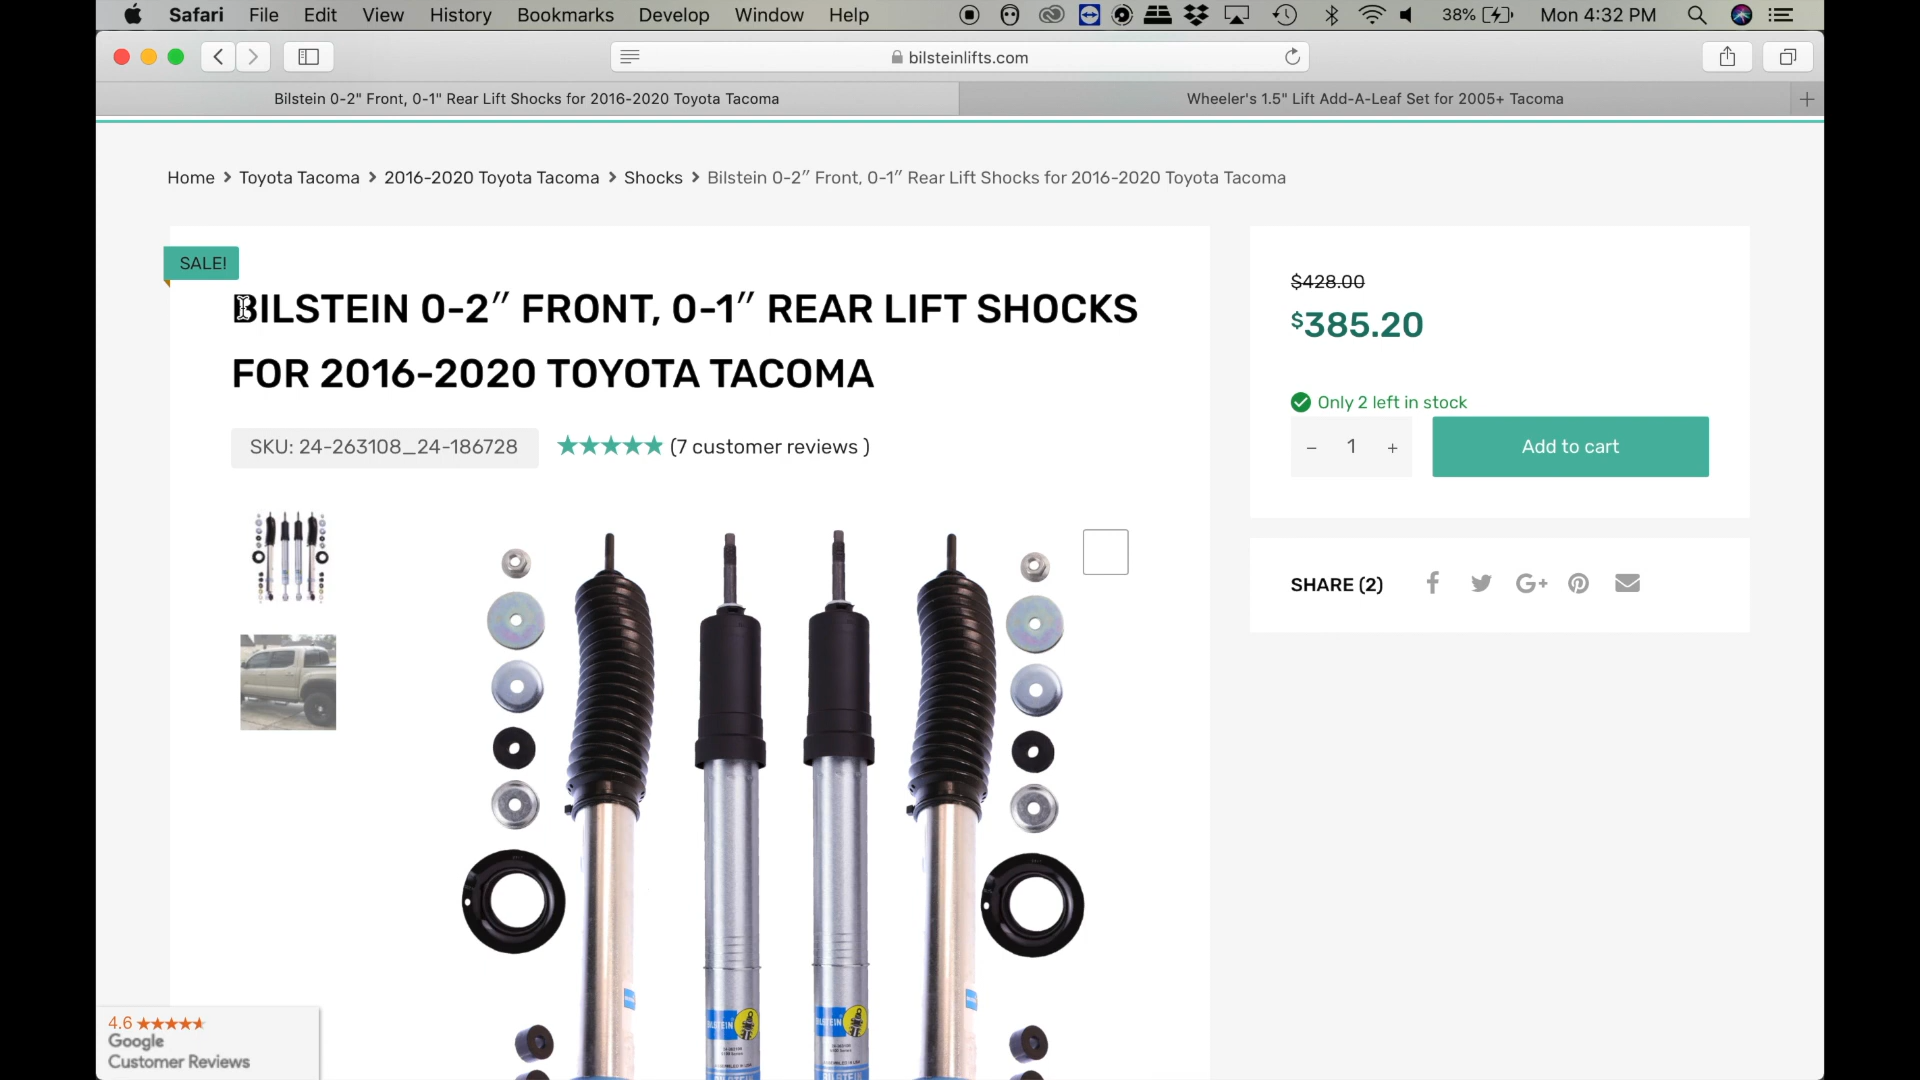 Safari File Edit View History Bookmarks Develop Window Help 38% Mon 4:32 PM
bilsteinlifts.com
Bilstein 0-2" Front, 0-1" Rear Lift Shocks for 2016-2020 Toyota Tacoma
Wheeler's 1.5" Lift Add-A-Leaf Set for 2005+ Tacoma
Home > Toyota Tacoma > 2016-2020 Toyota Tacoma > Shocks > Bilstein 0-2″ Front, 0-1″ Rear Lift Shocks for 2016-2020 Toyota Tacoma
SALE!
BILSTEIN 0-2″ FRONT, 0-1″ REAR LIFT SHOCKS
FOR 2016-2020 TOYOTA TACOMA
SKU: 24-263108_24-186728
(7 customer reviews )
$428.00
$385.20
Only 2 left in stock
- 1 +
Add to cart
SHARE (2)
G+
BILSTEIN
BILSTEIN
BILSTEIN
BILSTEIN
4.6
Google
Customer Reviews